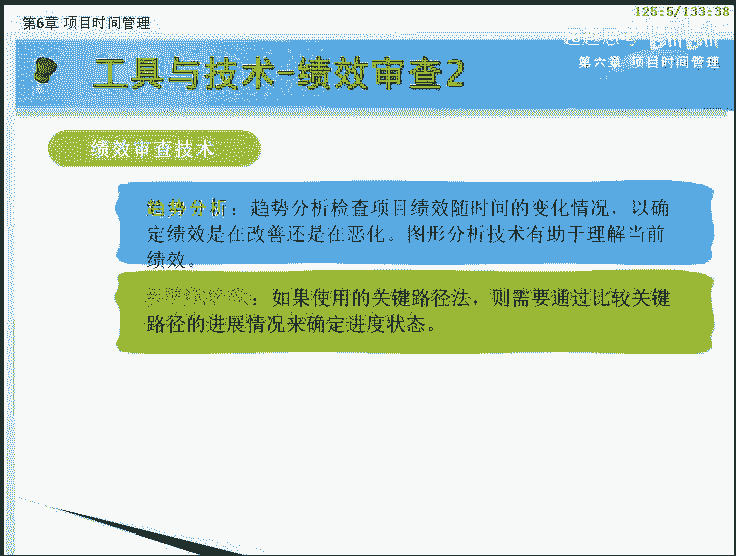 第6章 项目时间管理
128:5/133:38
工具与技术-绩效审查2
第六章 项目时间管理
绩效审查技术
趋势分析：趋势分析检查项目绩效随时间的变化情况，以确
定绩效是在改善还是在恶化。图形分析技术有助于理解当前
绩效。
：如果使用的关键路径法，则需要通过比较关键
路径的进展情况来确定进度状态。